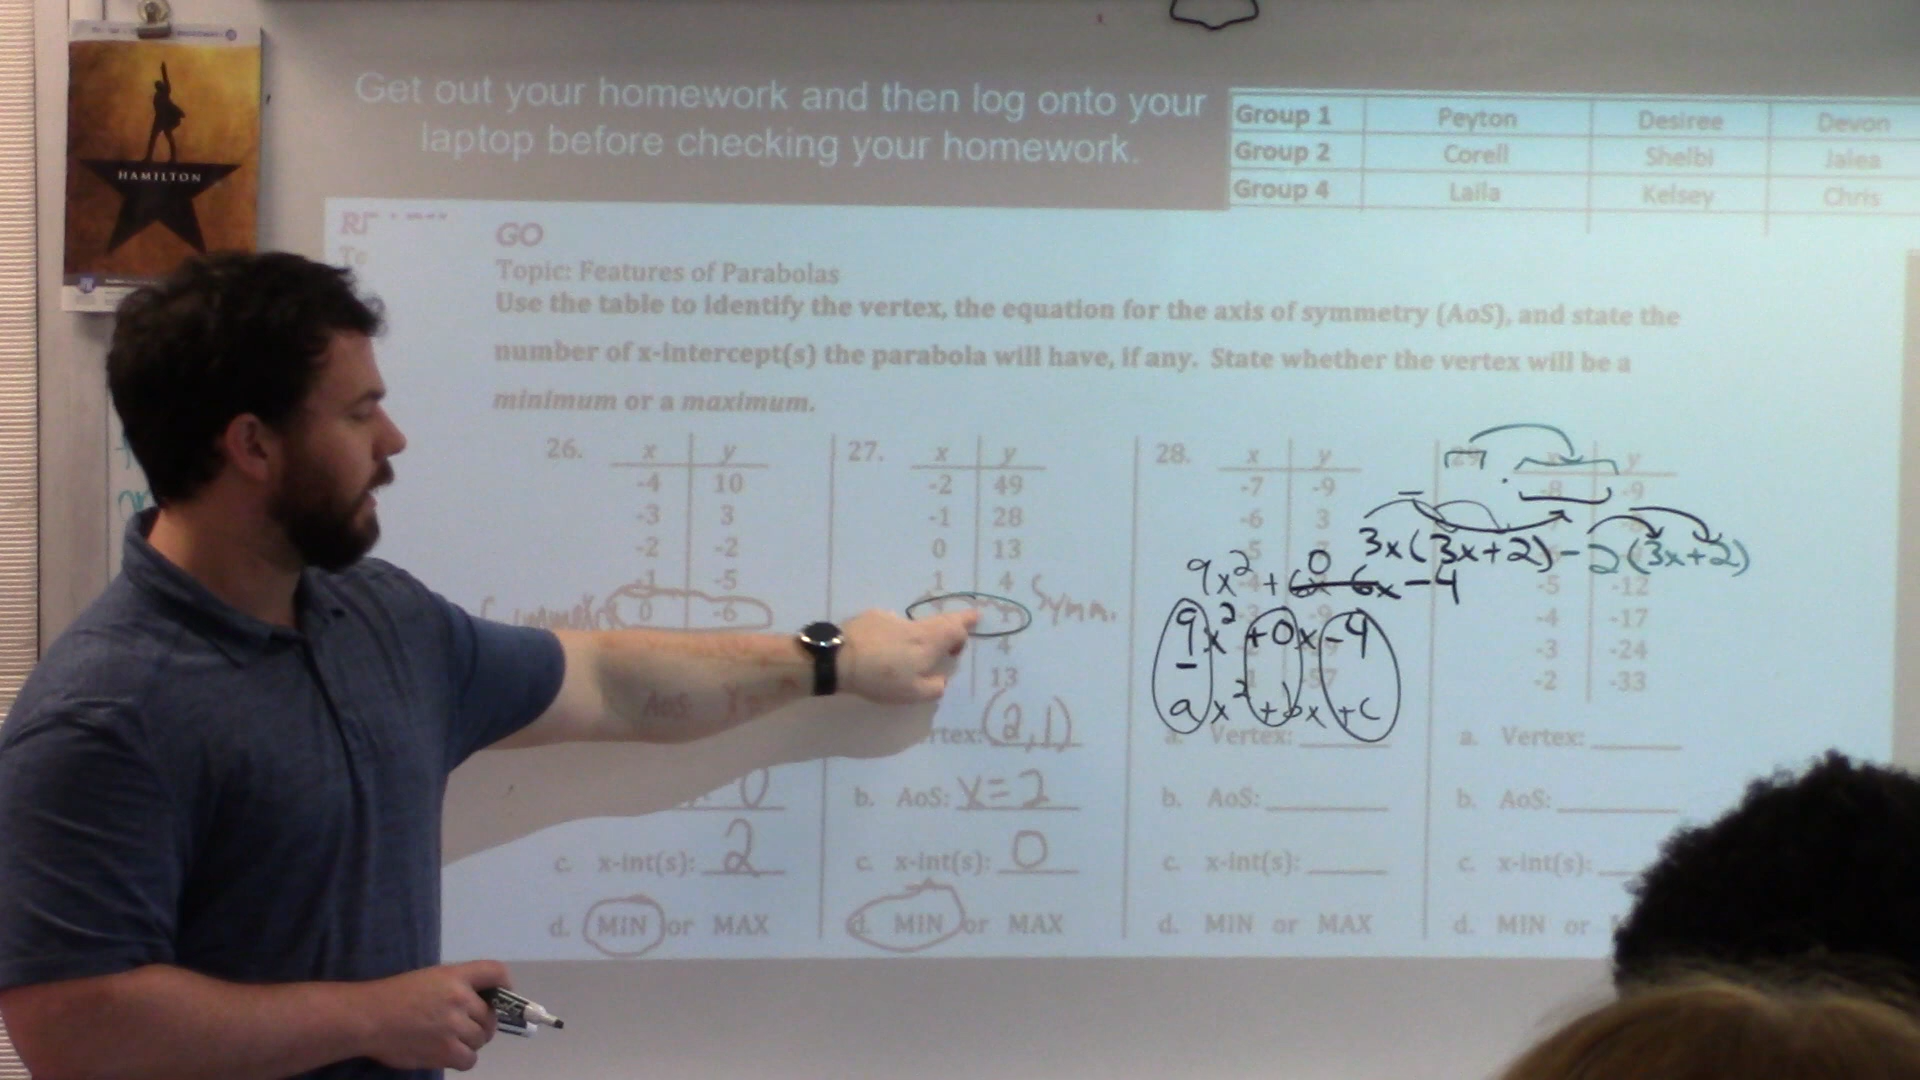 HAMILTON
Get out your homework and then log onto your
laptop before checking your homework.
Group 1 Peyton Desiree Devon
Group 2 Corell Shelbi Jalea
Group 4 Laila Kelsey Chris
GO
Topic: Features of Parabolas
Use the table to identify the vertex, the equation for the axis of symmetry (AoS), and state the
number of x-intercept(s) the parabola will have, if any. State whether the vertex will be a
minimum or a maximum.
26. x y
-4 10
-3 3
-2 -2
-1 -5
0 -6
AoS
0
c. x-int(s): 2
d. MIN or MAX
27. x y
-2 49
-1 28
0 13
1 4
Symm.
4
13
(2,1)
b. AoS: x=2
c. x-int(s): 0
d. MIN or MAX
28. x y
-7 -9
-6 3
a. Vertex:
b. AoS:
c. x-int(s):
d. MIN or MAX
y
-8 -9
-5 -12
-4 -17
-3 -24
-2 -33
a. Vertex:
b. AoS:
c. x-int(s):
d. MIN or
3x(3x+2)-2(3x+2)
0
9x²+6x-6x-4
9x²+0x-4
ax²+bx+c